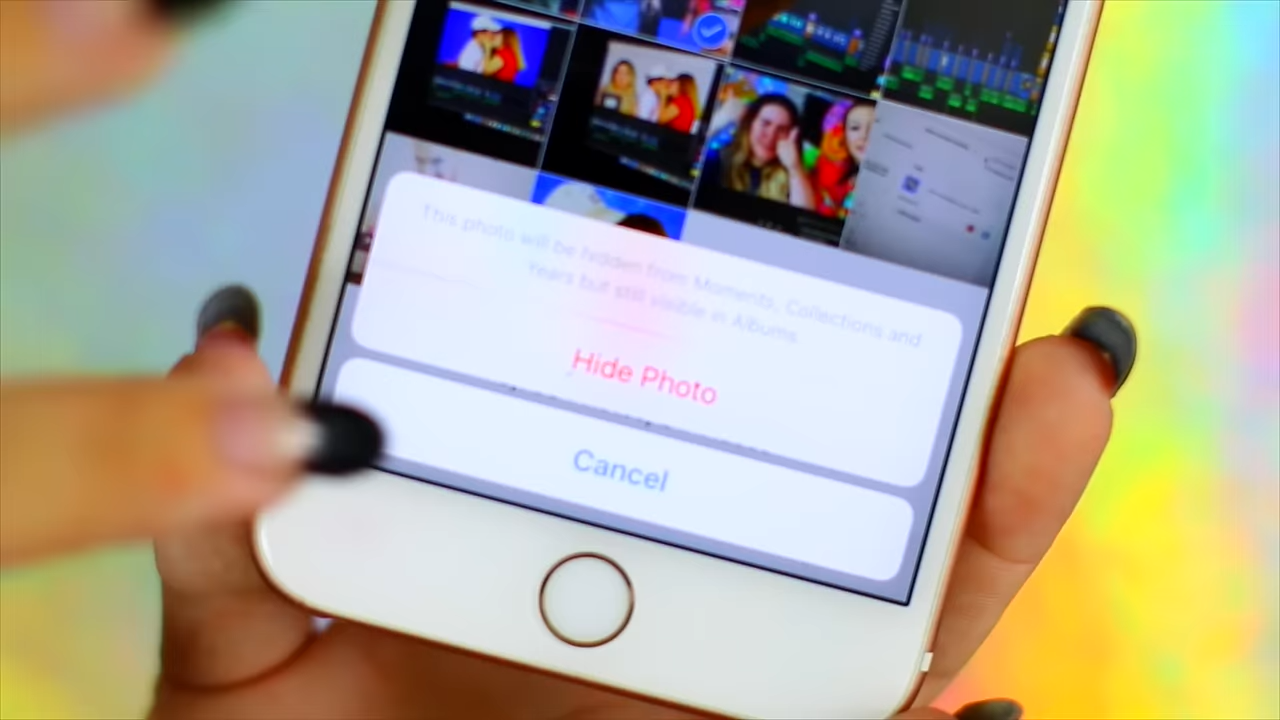 This photo will be hidden from Moments, Collections and
Years but still visible in Albums.
Hide Photo
Cancel